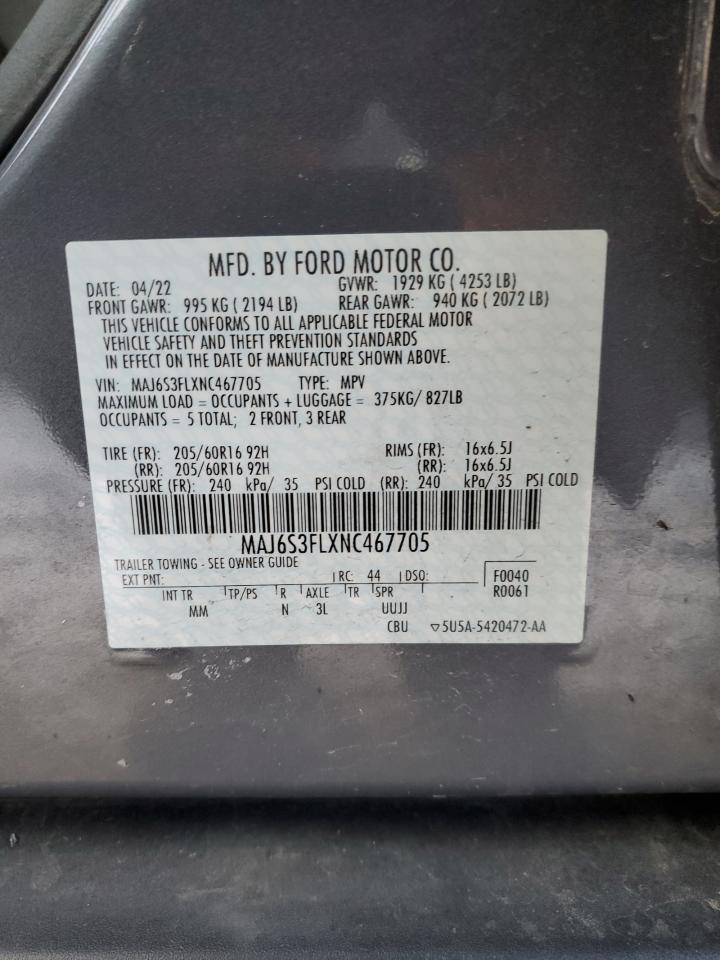 MFD. BY FORD MOTOR CO.
DATE: 04/22 GVWR: 1929 KG ( 4253 LB)
FRONT GAWR: 995 KG ( 2194 LB) REAR GAWR: 940 KG ( 2072 LB)
THIS VEHICLE CONFORMS TO ALL APPLICABLE FEDERAL MOTOR
VEHICLE SAFETY AND THEFT PREVENTION STANDARDS
IN EFFECT ON THE DATE OF MANUFACTURE SHOWN ABOVE.
VIN: MAJ6S3FLXNC467705 TYPE: MPV
MAXIMUM LOAD = OCCUPANTS + LUGGAGE = 375KG/ 827LB
OCCUPANTS = 5 TOTAL; 2 FRONT, 3 REAR
TIRE (FR): 205/60R16 92H RIMS (FR): 16x6.5J
(RR): 205/60R16 92H (RR): 16x6.5J
PRESSURE (FR): 240 kPa/ 35 PSI COLD (RR): 240 kPa/ 35 PSI COLD
MAJ6S3FLXNC467705
TRAILER TOWING - SEE OWNER GUIDE
EXT PNT: RC: 44 DSO: F0040
INT TR TP/PS R AXLE TR SPR R0061
MM N 3L UUJJ
CBU ▽5U5A-5420472-AA